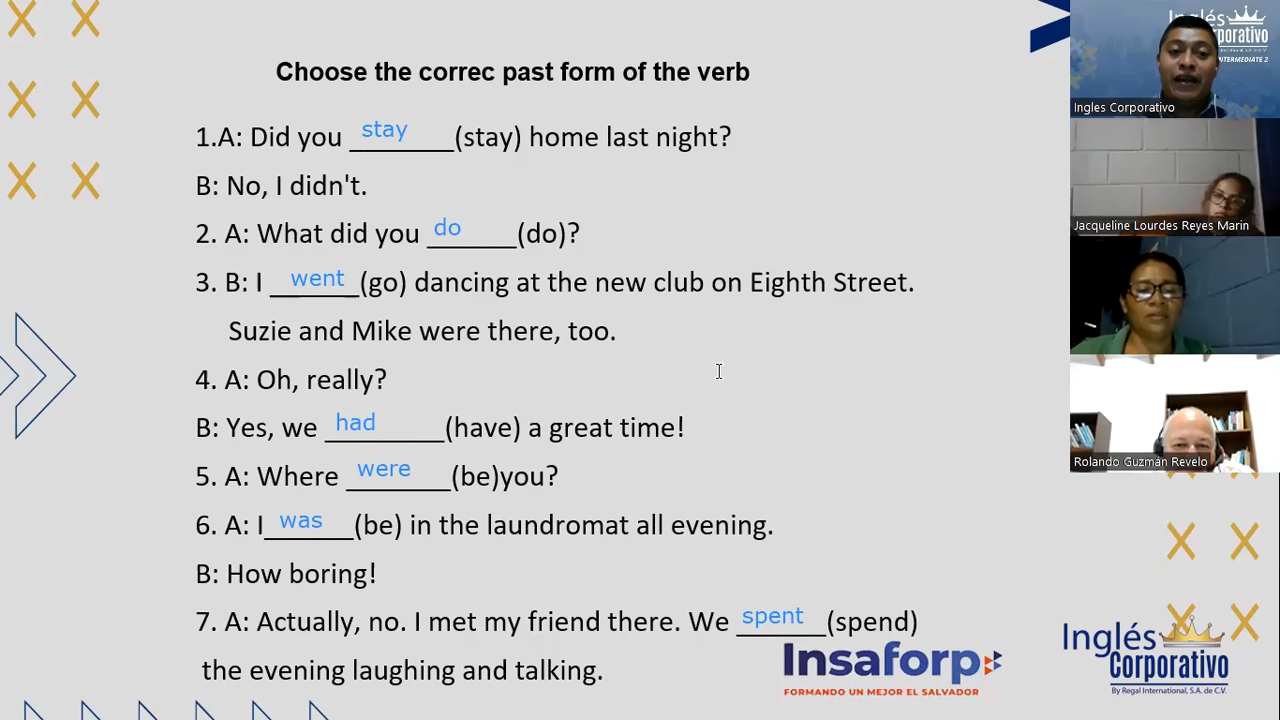 Choose the correc past form of the verb
1.A: Did you stay (stay) home last night?
B: No, I didn't.
2. A: What did you do (do)?
3. B: I went (go) dancing at the new club on Eighth Street.
Suzie and Mike were there, too.
4. A: Oh, really?
B: Yes, we had (have) a great time!
5. A: Where were (be)you?
6. A: I was (be) in the laundromat all evening.
B: How boring!
7. A: Actually, no. I met my friend there. We spent (spend)
the evening laughing and talking.
Insaforp
FORMANDO UN MEJOR EL SALVADOR
Inglés
Corporativo
By Regal International, S.A. de C.V.
Inglés
Corporativo
INTERMEDIATE 2
Ingles Corporativo
Jacqueline Lourdes Reyes Marin
Rolando Guzmán Revelo